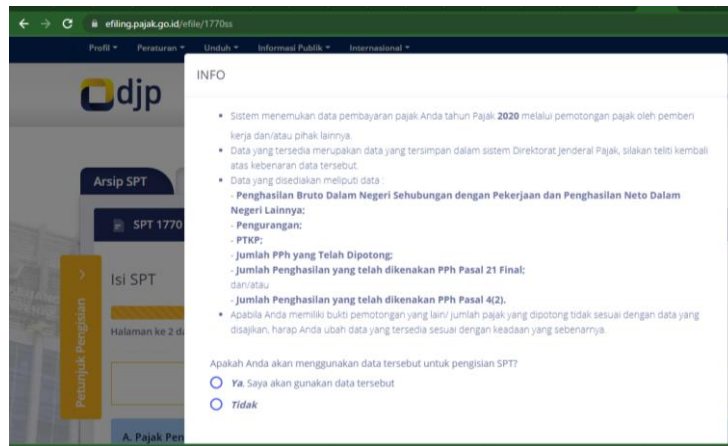 efiling.pajak.go.id/efile/1770ss
Profil Peraturan Unduh Informasi Publik Internasional
djp
INFO
• Sistem menemukan data pembayaran pajak Anda tahun Pajak 2020 melalui pemotongan pajak oleh pemberi
kerja dan/atau pihak lainnya.
• Data yang tersedia merupakan data yang tersimpan dalam sistem Direktorat Jenderal Pajak, silakan teliti kembali
atas kebenaran data tersebut.
• Data yang disediakan meliputi data :
- Penghasilan Bruto Dalam Negeri Sehubungan dengan Pekerjaan dan Penghasilan Neto Dalam
Negeri Lainnya;
- Pengurangan;
- PTKP;
- Jumlah PPh yang Telah Dipotong;
- Jumlah Penghasilan yang telah dikenakan PPh Pasal 21 Final;
dan/atau
- Jumlah Penghasilan yang telah dikenakan PPh Pasal 4(2).
• Apabila Anda memiliki bukti pemotongan yang lain/ jumlah pajak yang dipotong tidak sesuai dengan data yang
disajikan, harap Anda ubah data yang tersedia sesuai dengan keadaan yang sebenarnya.
Apakah Anda akan menggunakan data tersebut untuk pengisian SPT?
Ya, Saya akan gunakan data tersebut
Tidak
Arsip SPT
SPT 1770
Isi SPT
Halaman ke 2 da
Petunjuk Pengisian
A. Pajak Pen